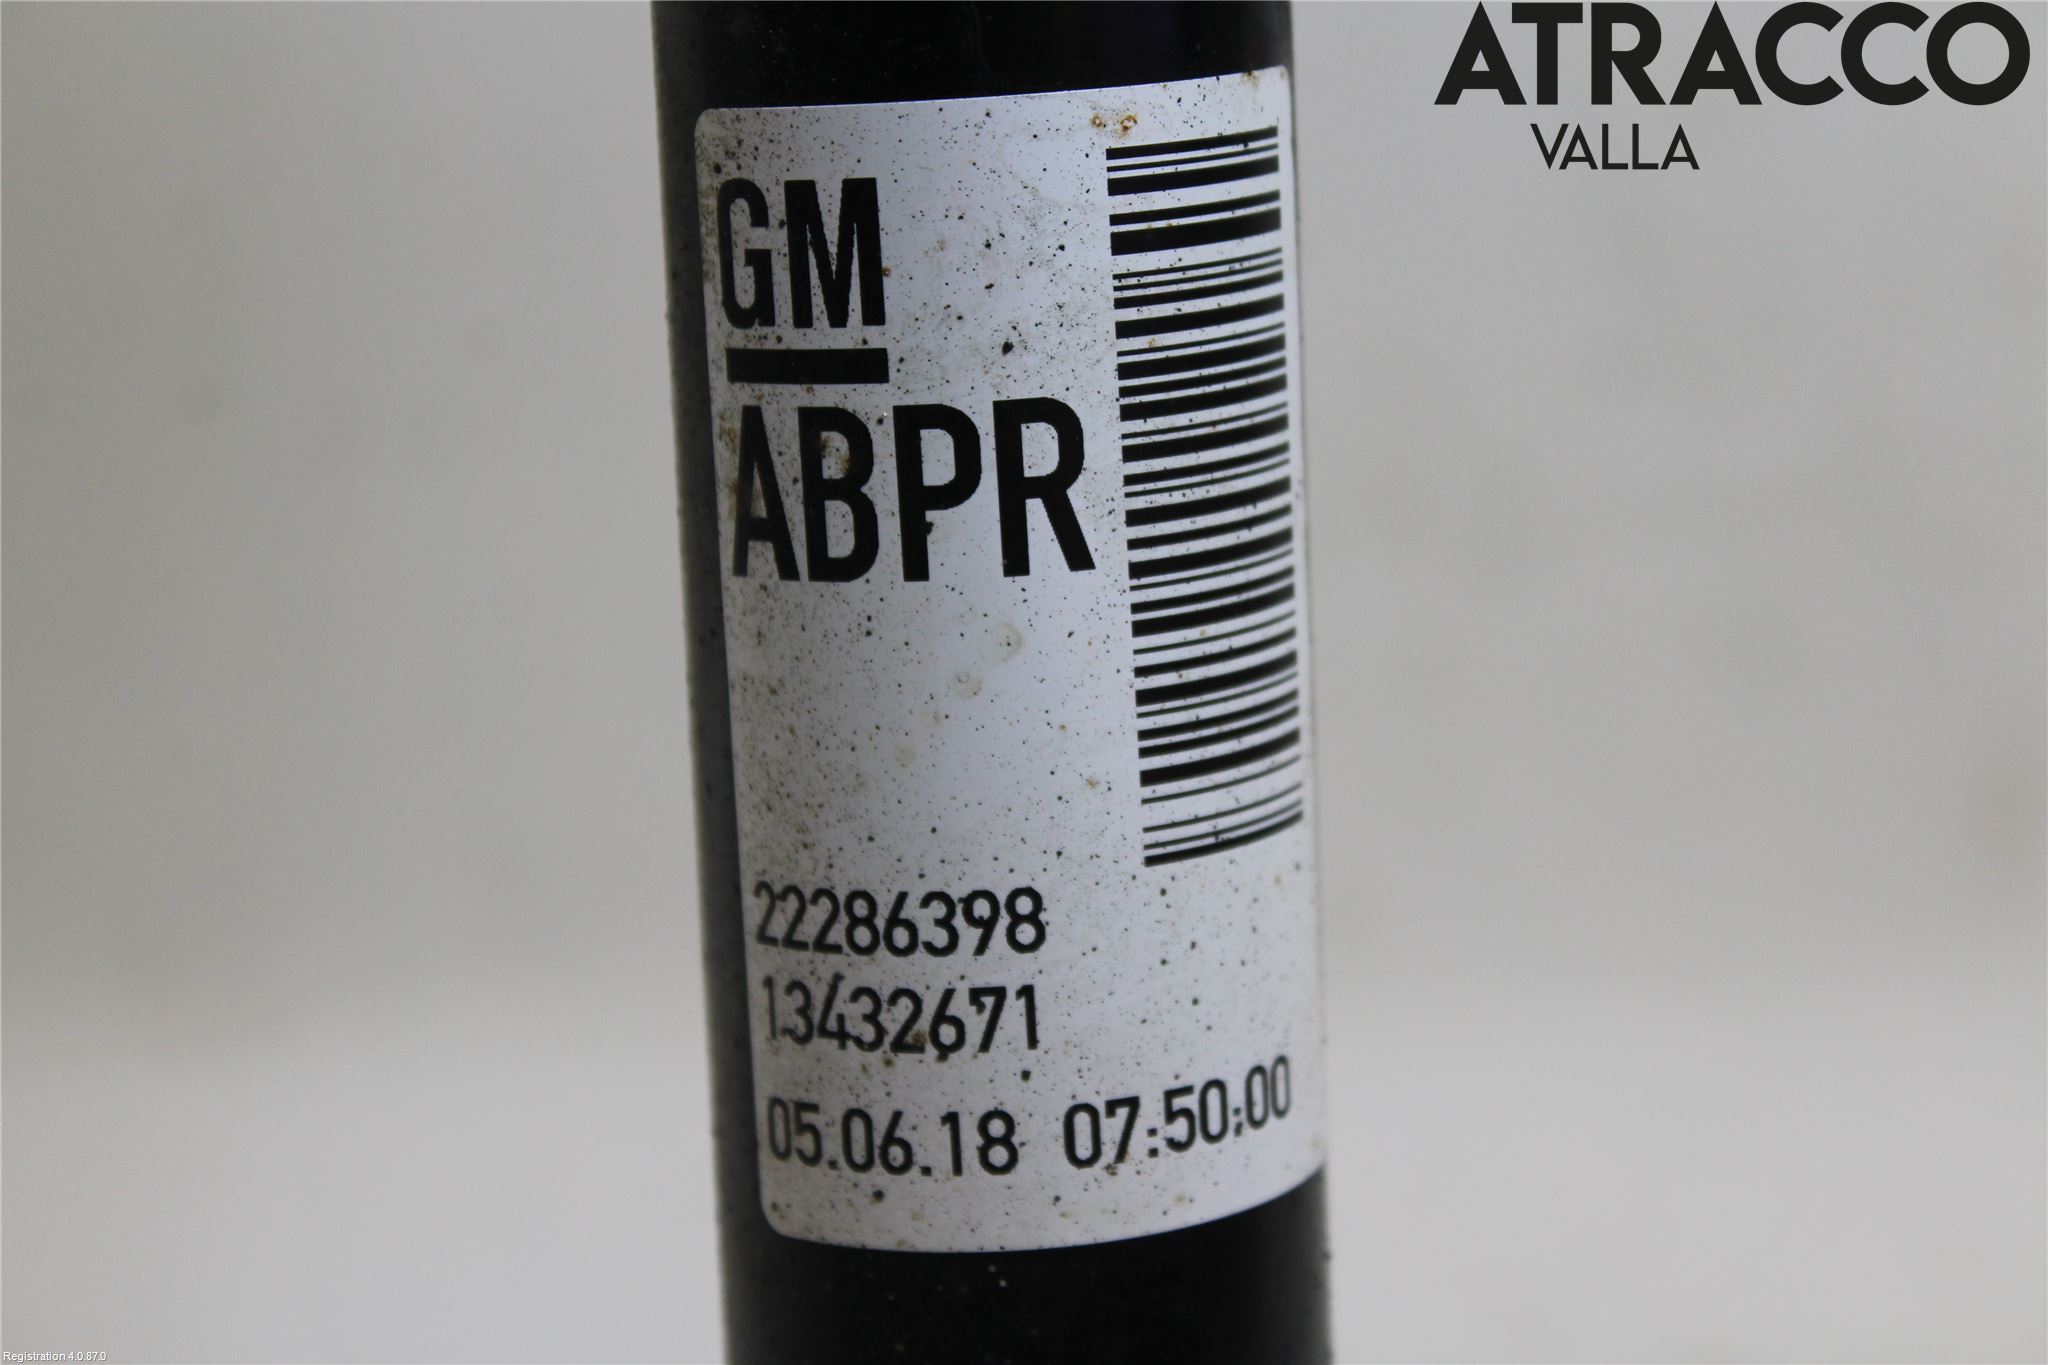 ATRACCO
VALLA
GM
ABPR
22286398
13432671
05.06.18 07:50:00
Registration 4.0.87.0